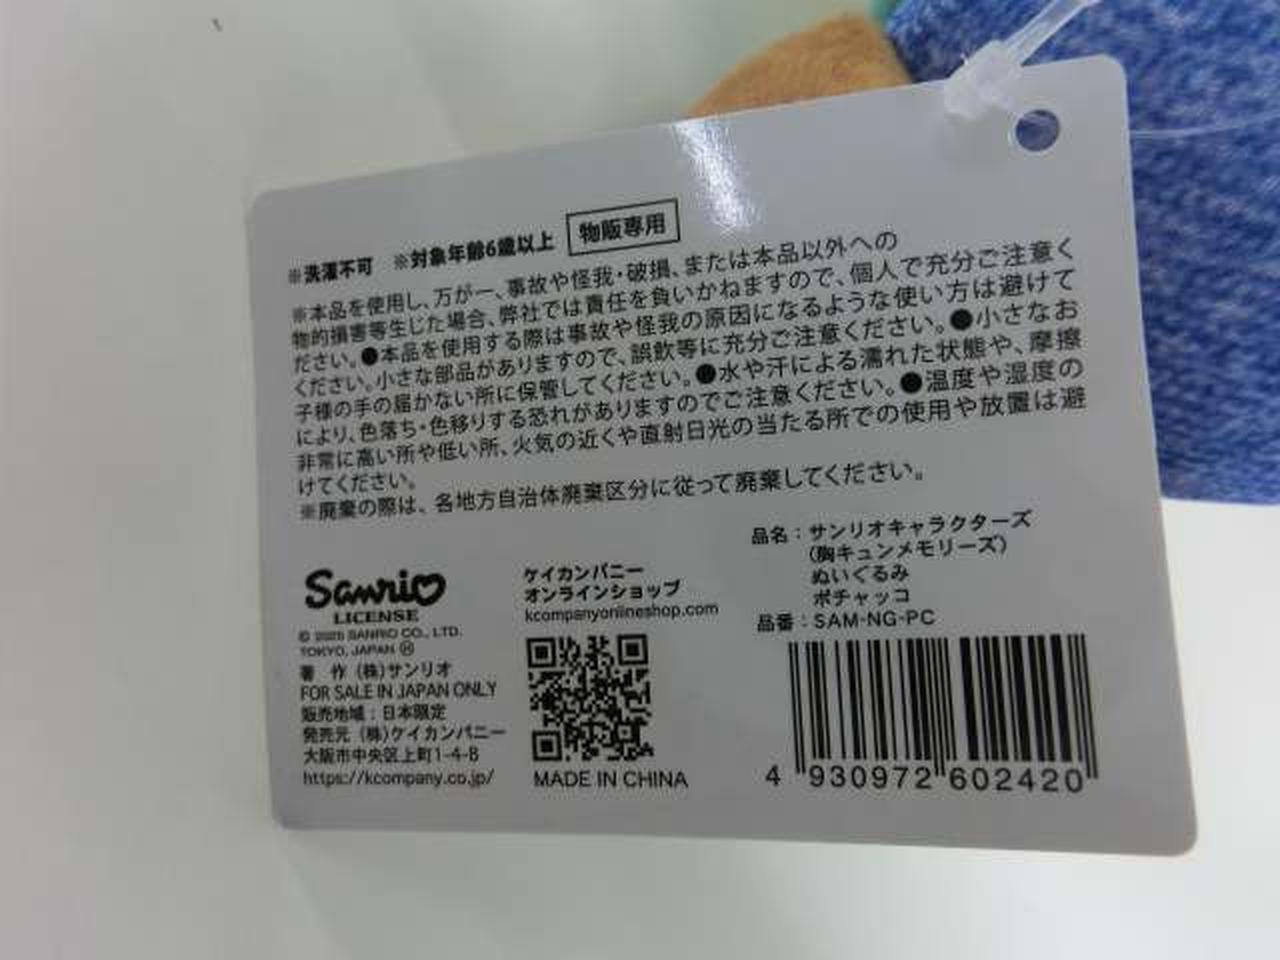 ※洗濯不可 ※対象年齢6歳以上 物販専用
※本品を使用し、万が一、事故や怪我・破損、または本品以外への
物的損害等生じた場合、弊社では責任を負いかねますので、個人で充分ご注意く
ださい。●本品を使用する際は事故や怪我の原因になるような使い方は避けて
ください。小さな部品がありますので、誤飲等に充分ご注意ください。●小さなお
子様の手の届かない所に保管してください。●水や汗による濡れた状態や、摩擦
により、色落ち・色移りする恐れがありますのでご注意ください。●温度や湿度の
非常に高い所や低い所、火気の近くや直射日光の当たる所での使用や放置は避
けてください。
※廃棄の際は、各地方自治体廃棄区分に従って廃棄してください。
Sanrio
LICENSE
© 2025 SANRIO CO., LTD.
TOKYO, JAPAN Ⓗ
著 作 (株)サンリオ
FOR SALE IN JAPAN ONLY
販売地域：日本限定
発売元 (株)ケイカンパニー
大阪市中央区上町1-4-8
https://kcompany.co.jp/
ケイカンパニー
オンラインショップ
kcompanyonlineshop.com
MADE IN CHINA
品名：サンリオキャラクターズ
(胸キュンメモリーズ)
ぬいぐるみ
ポチャッコ
品番：SAM-NG-PC
4 930972 602420